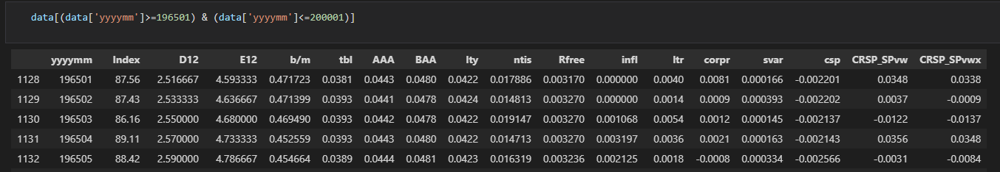 data[(data['yyyymm']>=196501) & (data['yyyymm']<=200001)]
yyyymm Index D12 E12 b/m tbl AAA BAA lty ntis Rfree infl ltr corpr svar csp CRSP_SPvw CRSP_SPvwx
1128 196501 87.56 2.516667 4.593333 0.471723 0.0381 0.0443 0.0480 0.0422 0.017886 0.003170 0.000000 0.0040 0.0081 0.000166 -0.002201 0.0348 0.0338
1129 196502 87.43 2.533333 4.636667 0.471399 0.0393 0.0441 0.0478 0.0424 0.014813 0.003270 0.000000 0.0014 0.0009 0.000393 -0.002202 0.0037 -0.0009
1130 196503 86.16 2.550000 4.680000 0.469490 0.0393 0.0442 0.0478 0.0422 0.019147 0.003270 0.001068 0.0054 0.0012 0.000145 -0.002137 -0.0122 -0.0137
1131 196504 89.11 2.570000 4.733333 0.452559 0.0393 0.0443 0.0480 0.0422 0.014713 0.003270 0.003197 0.0036 0.0021 0.000163 -0.002143 0.0356 0.0348
1132 196505 88.42 2.590000 4.786667 0.454664 0.0389 0.0444 0.0481 0.0423 0.016319 0.003236 0.002125 0.0018 -0.0008 0.000334 -0.002566 -0.0031 -0.0084